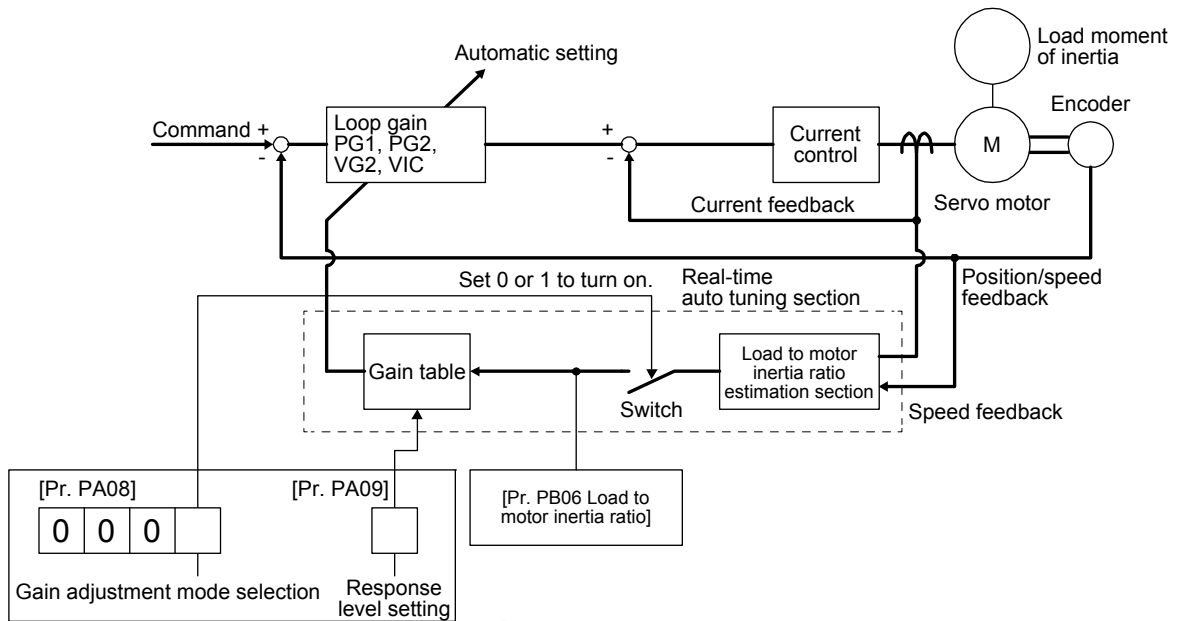 Automatic setting
Load moment
of inertia
Encoder
Command
+
-
Loop gain
PG1, PG2,
VG2, VIC
+
-
Current
control
M
Current feedback
Servo motor
Set 0 or 1 to turn on.
Real-time
auto tuning section
Position/speed
feedback
Gain table
Switch
Load to motor
inertia ratio
estimation section
Speed feedback
[Pr. PA08]
[Pr. PA09]
[Pr. PB06 Load to
motor inertia ratio]
0 0 0
Gain adjustment mode selection
Response
level setting